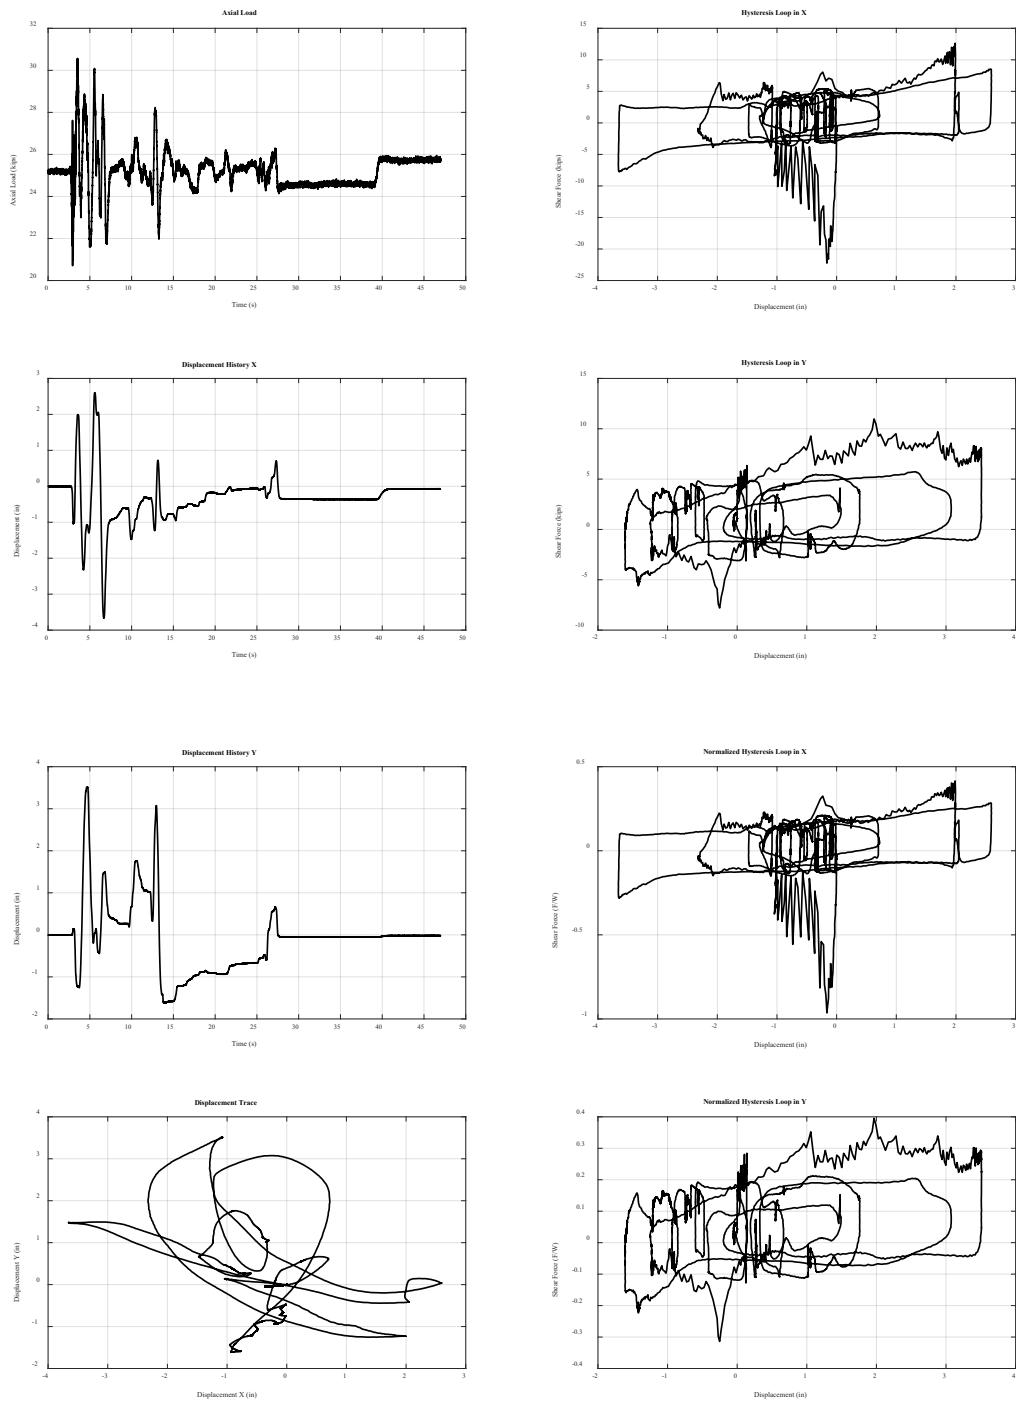 Axial Load
32
30
28
26
24
22
20
Axial Load (kips)
0 5 10 15 20 25 30 35 40 45 50
Time (s)
Hysteresis Loop in X
15
10
5
0
-5
-10
-15
-20
-25
Shear Force (kips)
-4 -3 -2 -1 0 1 2 3
Displacement (in)
Displacement History X
3
2
1
0
-1
-2
-3
-4
Displacement (in)
0 5 10 15 20 25 30 35 40 45 50
Time (s)
Hysteresis Loop in Y
15
10
5
0
-5
-10
Shear Force (kips)
-2 -1 0 1 2 3 4
Displacement (in)
Displacement History Y
4
3
2
1
0
-1
-2
Displacement (in)
0 5 10 15 20 25 30 35 40 45 50
Time (s)
Normalized Hysteresis Loop in X
0.5
0
-0.5
-1
Shear Force (F/W)
-4 -3 -2 -1 0 1 2 3
Displacement (in)
Displacement Trace
4
3
2
1
0
-1
-2
Displacement Y (in)
-4 -3 -2 -1 0 1 2 3
Displacement X (in)
Normalized Hysteresis Loop in Y
0.4
0.3
0.2
0.1
0
-0.1
-0.2
-0.3
-0.4
Shear Force (F/W)
-2 -1 0 1 2 3 4
Displacement (in)